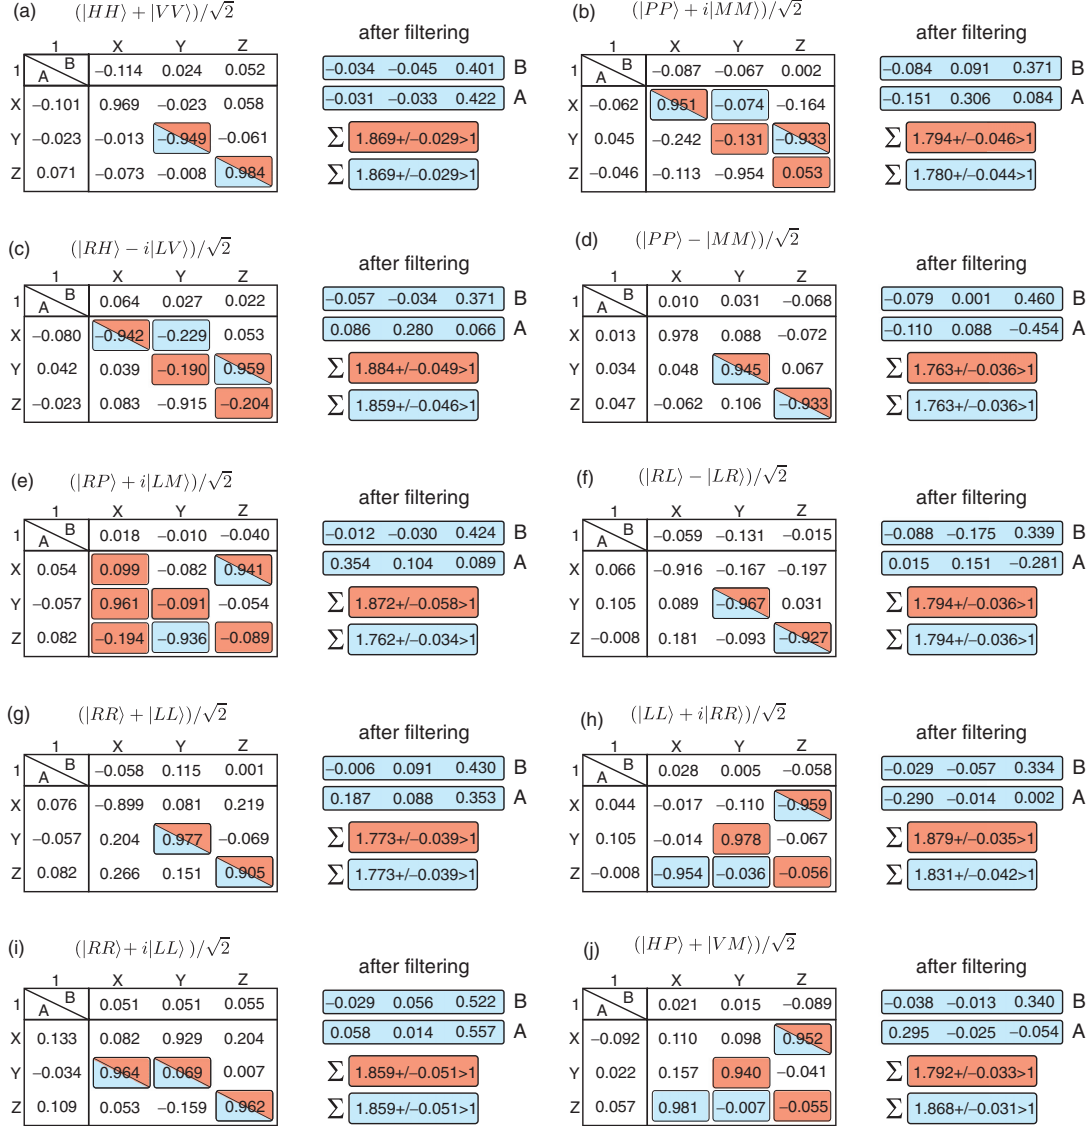 (a) (|HH⟩ + |VV⟩)/√2
after filtering
1 X Y Z
1 A B −0.114 0.024 0.052
−0.034 −0.045 0.401 B
X −0.101 0.969 −0.023 0.058
−0.031 −0.033 0.422 A
Y −0.023 −0.013 −0.949 −0.061
∑ 1.869+/−0.029>1
Z 0.071 −0.073 −0.008 0.984
∑ 1.869+/−0.029>1
(b) (|PP⟩ + i|MM⟩)/√2
after filtering
1 X Y Z
1 A B −0.087 −0.067 0.002
−0.084 0.091 0.371 B
X −0.062 0.951 −0.074 −0.164
−0.151 0.306 0.084 A
Y 0.045 −0.242 −0.131 −0.933
∑ 1.794+/−0.046>1
Z −0.046 −0.113 −0.954 0.053
∑ 1.780+/−0.044>1
(c) (|RH⟩ − i|LV⟩)/√2
after filtering
1 X Y Z
1 A B 0.064 0.027 0.022
−0.057 −0.034 0.371 B
X −0.080 −0.942 −0.229 0.053
0.086 0.280 0.066 A
Y 0.042 0.039 −0.190 0.959
∑ 1.884+/−0.049>1
Z −0.023 0.083 −0.915 −0.204
∑ 1.859+/−0.046>1
(d) (|PP⟩ − |MM⟩)/√2
after filtering
1 X Y Z
1 A B 0.010 0.031 −0.068
−0.079 0.001 0.460 B
X 0.013 0.978 0.088 −0.072
−0.110 0.088 −0.454 A
Y 0.034 0.048 0.945 0.067
∑ 1.763+/−0.036>1
Z 0.047 −0.062 0.106 −0.933
∑ 1.763+/−0.036>1
(e) (|RP⟩ + i|LM⟩)/√2
after filtering
1 X Y Z
1 A B 0.018 −0.010 −0.040
−0.012 −0.030 0.424 B
X 0.054 0.099 −0.082 0.941
0.354 0.104 0.089 A
Y −0.057 0.961 −0.091 −0.054
∑ 1.872+/−0.058>1
Z 0.082 −0.194 −0.936 −0.089
∑ 1.762+/−0.034>1
(f) (|RL⟩ − |LR⟩)/√2
after filtering
1 X Y Z
1 A B −0.059 −0.131 −0.015
−0.088 −0.175 0.339 B
X 0.066 −0.916 −0.167 −0.197
0.015 0.151 −0.281 A
Y 0.105 0.089 −0.967 0.031
∑ 1.794+/−0.036>1
Z −0.008 0.181 −0.093 −0.927
∑ 1.794+/−0.036>1
(g) (|RR⟩ + |LL⟩)/√2
after filtering
1 X Y Z
1 A B −0.058 0.115 0.001
−0.006 0.091 0.430 B
X 0.076 −0.899 0.081 0.219
0.187 0.088 0.353 A
Y −0.057 0.204 0.977 −0.069
∑ 1.773+/−0.039>1
Z 0.082 0.266 0.151 0.905
∑ 1.773+/−0.039>1
(h) (|LL⟩ + i|RR⟩)/√2
after filtering
1 X Y Z
1 A B 0.028 0.005 −0.058
−0.029 −0.057 0.334 B
X 0.044 −0.017 −0.110 −0.959
−0.290 −0.014 0.002 A
Y 0.105 −0.014 0.978 −0.067
∑ 1.879+/−0.035>1
Z −0.008 −0.954 −0.036 −0.056
∑ 1.831+/−0.042>1
(i) (|RR⟩ + i|LL⟩)/√2
after filtering
1 X Y Z
1 A B 0.051 0.051 0.055
−0.029 0.056 0.522 B
X 0.133 0.082 0.929 0.204
0.058 0.014 0.557 A
Y −0.034 0.964 0.069 0.007
∑ 1.859+/−0.051>1
Z 0.109 0.053 −0.159 0.962
∑ 1.859+/−0.051>1
(j) (|HP⟩ + |VM⟩)/√2
after filtering
1 X Y Z
1 A B 0.021 0.015 −0.089
−0.038 −0.013 0.340 B
X −0.092 0.110 0.098 0.952
0.295 −0.025 −0.054 A
Y 0.022 0.157 0.940 −0.041
∑ 1.792+/−0.033>1
Z 0.057 0.981 −0.007 −0.055
∑ 1.868+/−0.031>1